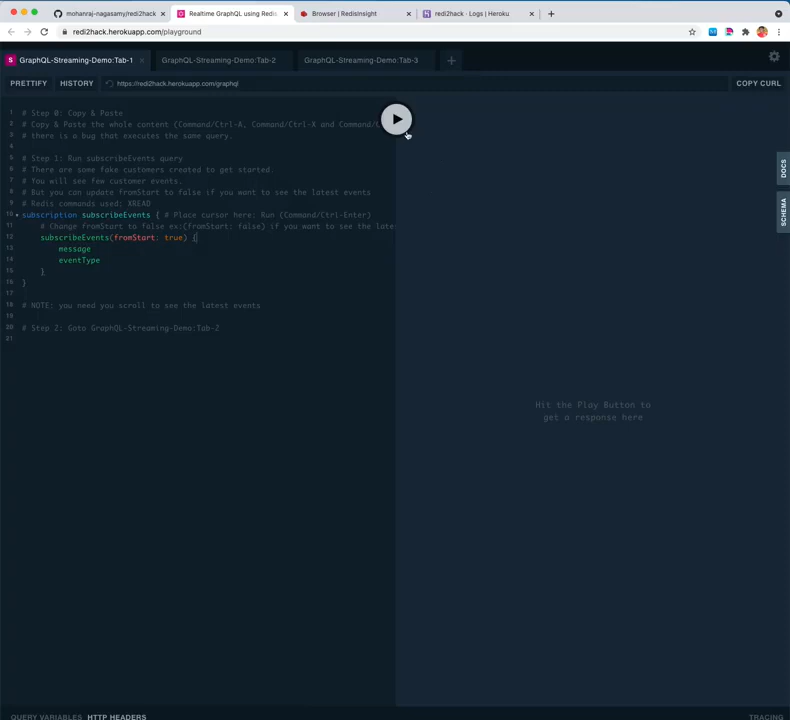 mohanraj-nagasamy/redi2hack
Realtime GraphQL using Redis
Browser | RedisInsight
redi2hack · Logs | Heroku
redi2hack.herokuapp.com/playground
S GraphQL-Streaming-Demo:Tab-1
GraphQL-Streaming-Demo:Tab-2
GraphQL-Streaming-Demo:Tab-3
PRETTIFY
HISTORY
https://redi2hack.herokuapp.com/graphql
COPY CURL
1 # Step 0: Copy & Paste
2 # Copy & Paste the whole content (Command/Ctrl-A, Command/Ctrl-X and Command/C
3 # there is a bug that executes the same query.
4
5 # Step 1: Run subscribeEvents query
6 # There are some fake customers created to get started.
7 # You will see few customer events.
8 # But you can update fromStart to false if you want to see the latest events
9 # Redis commands used: XREAD
10 subscription subscribeEvents { # Place cursor here: Run (Command/Ctrl-Enter)
11 # Change fromStart to false ex:(fromStart: false) if you want to see the late
12 subscribeEvents(fromStart: true) {
13 message
14 eventType
15 }
16 }
17
18 # NOTE: you need you scroll to see the latest events
19
20 # Step 2: Goto GraphQL-Streaming-Demo:Tab-2
21
Hit the Play Button to
get a response here
DOCS
SCHEMA
QUERY VARIABLES
HTTP HEADERS
TRACING